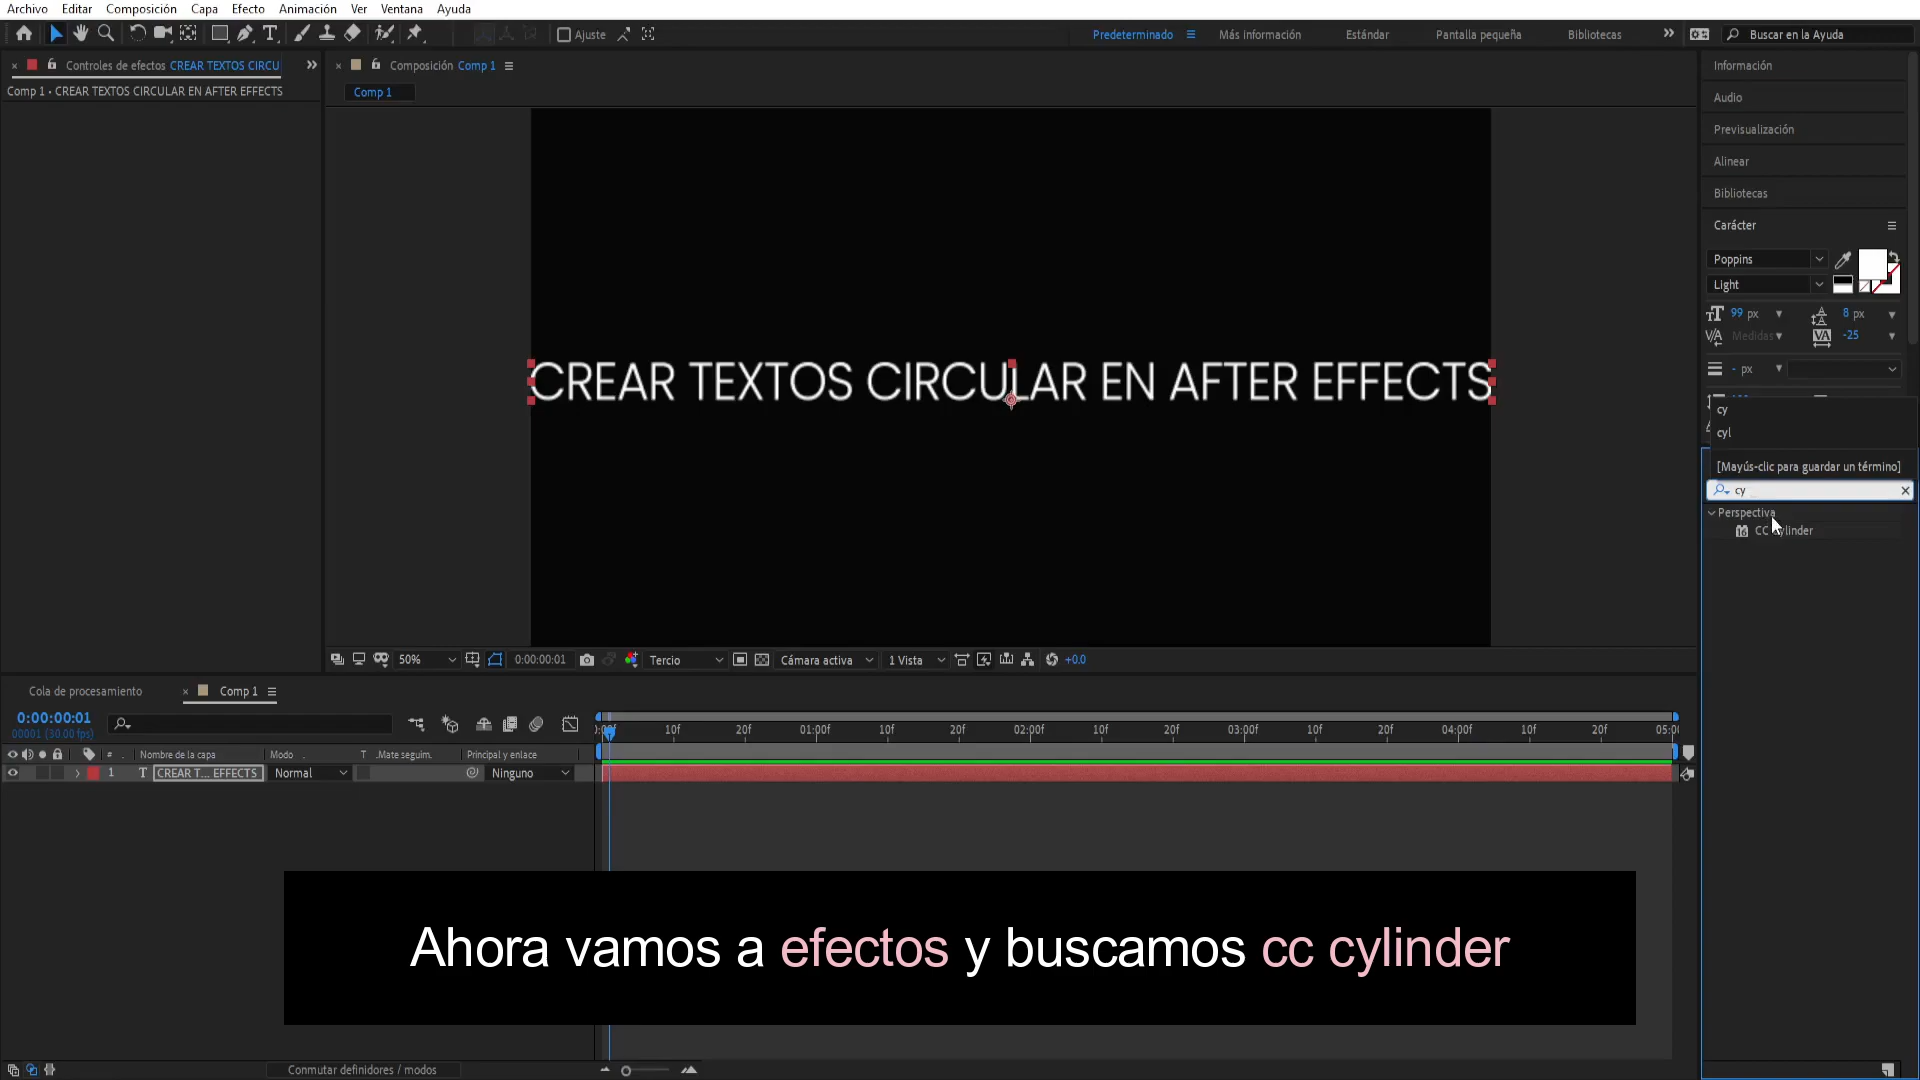 Archivo Editar Composición Capa Efecto Animación Ver Ventana Ayuda
Ajuste
Predeterminado Más información Estándar Pantalla pequeña Bibliotecas
Buscar en la Ayuda
Controles de efectos CREAR TEXTOS CIRCU
Comp 1 • CREAR TEXTOS CIRCULAR EN AFTER EFFECTS
Composición Comp 1
Comp 1
CREAR TEXTOS CIRCULAR EN AFTER EFFECTS
50% 0:00:00:01 Tercio Cámara activa 1 Vista +0.0
Información
Audio
Previsualización
Alinear
Bibliotecas
Carácter
Poppins
Light
99 px 8 px
Medidas -25
- px
cy
cyl
[Mayús-clic para guardar un término]
cy
Perspectiva
Cola de procesamiento Comp 1
0:00:00:01
00001 (30.00 fps)
10f 20f 01:00f 10f 20f 02:00f 10f 20f 03:00f 10f 20f 04:00f 10f 20f 05:0
# Nombre de la capa Modo T .Mate seguim. Principal y enlace
1 T CREAR T... EFFECTS Normal Ninguno
Ahora vamos a efectos y buscamos cc cylinder
Conmutar definidores / modos